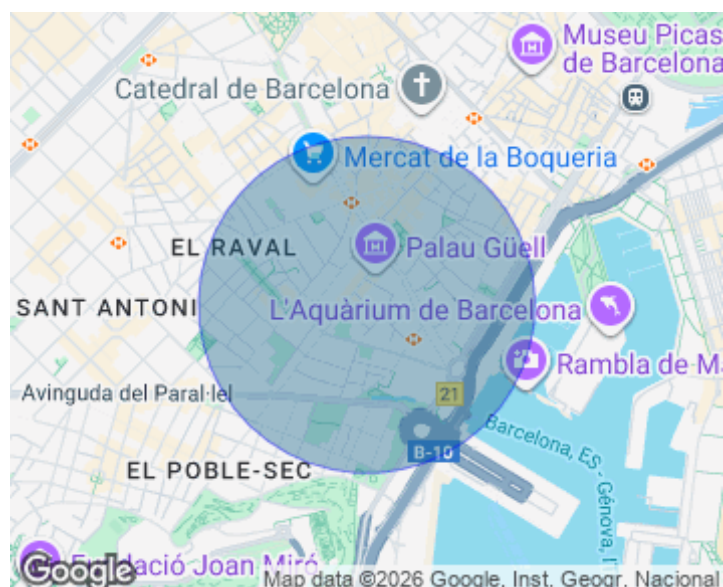 Museu Picas
de Barcelona
Catedral de Barcelona
Mercat de la Boqueria
EL RAVAL
Palau Güell
SANT ANTONI
L'Aquàrium de Barcelona
Rambla de Ma
Avinguda del Paral·lel
21
B-10
Barcelona, ES - Gênova, I
EL POBLE-SEC
Fundació Joan Miró
Google
Map data ©2026 Google, Inst. Geogr. Nacional